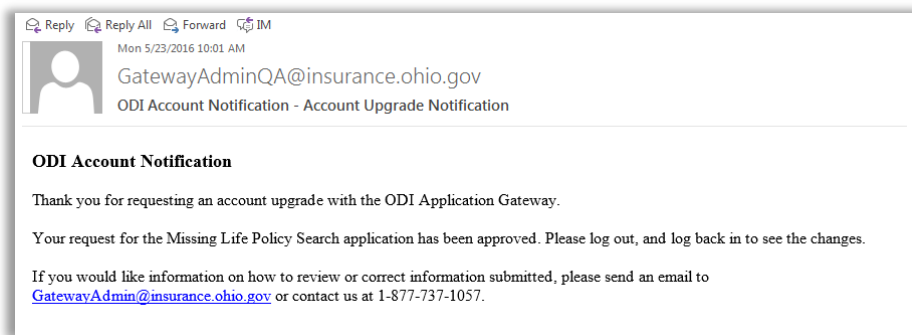 Reply Reply All Forward IM
Mon 5/23/2016 10:01 AM
GatewayAdminQA@insurance.ohio.gov
ODI Account Notification - Account Upgrade Notification
ODI Account Notification
Thank you for requesting an account upgrade with the ODI Application Gateway.
Your request for the Missing Life Policy Search application has been approved. Please log out, and log back in to see the changes.
If you would like information on how to review or correct information submitted, please send an email to
GatewayAdmin@insurance.ohio.gov or contact us at 1-877-737-1057.